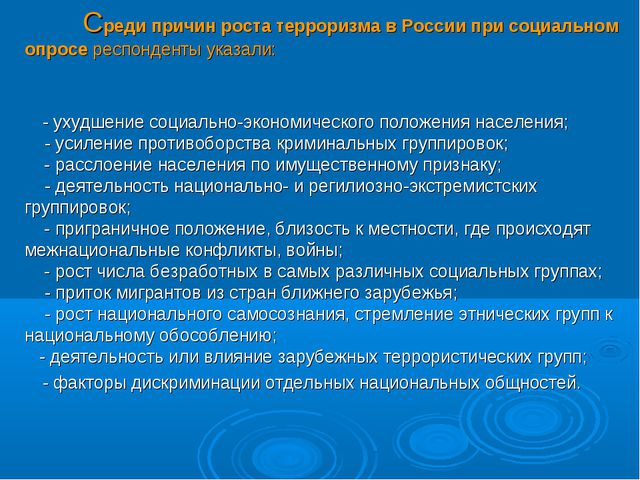 Среди причин роста терроризма в России при социальном
опросе респонденты указали:
- ухудшение социально-экономического положения населения;
- усиление противоборства криминальных группировок;
- расслоение населения по имущественному признаку;
- деятельность национально- и регилиозно-экстремистских
группировок;
- приграничное положение, близость к местности, где происходят
межнациональные конфликты, войны;
- рост числа безработных в самых различных социальных группах;
- приток мигрантов из стран ближнего зарубежья;
- рост национального самосознания, стремление этнических групп к
национальному обособлению;
- деятельность или влияние зарубежных террористических групп;
- факторы дискриминации отдельных национальных общностей.